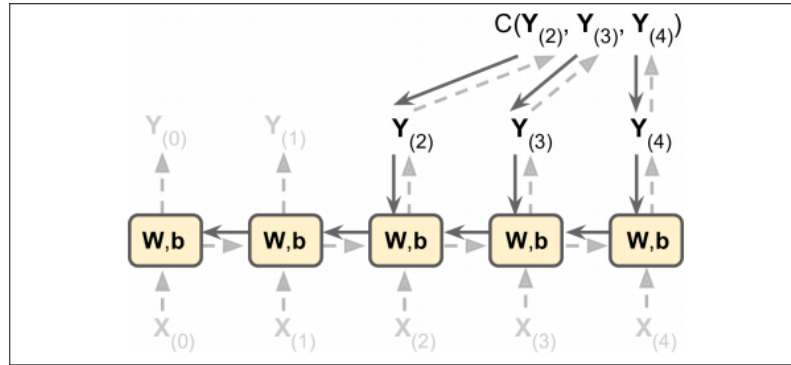 C(Y(2), Y(3), Y(4))
Y(0) Y(1) Y(2) Y(3) Y(4)
W,b W,b W,b W,b W,b
X(0) X(1) X(2) X(3) X(4)